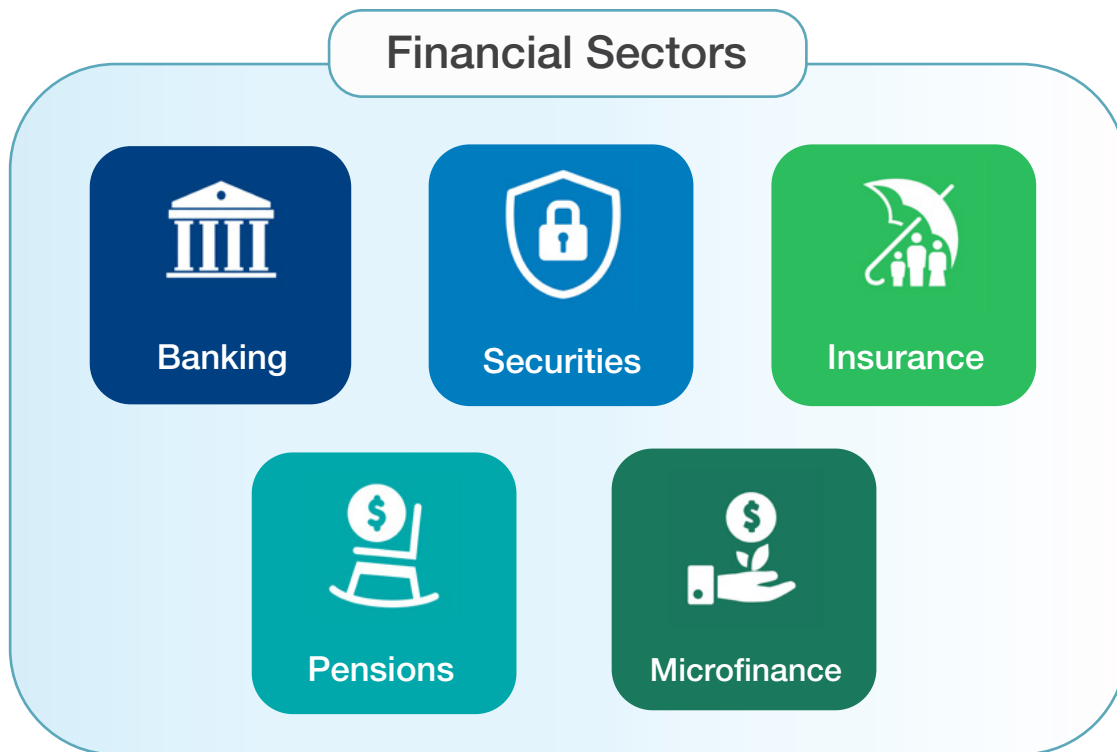 Financial Sectors
Banking
Securities
Insurance
$
Pensions
$
Microfinance